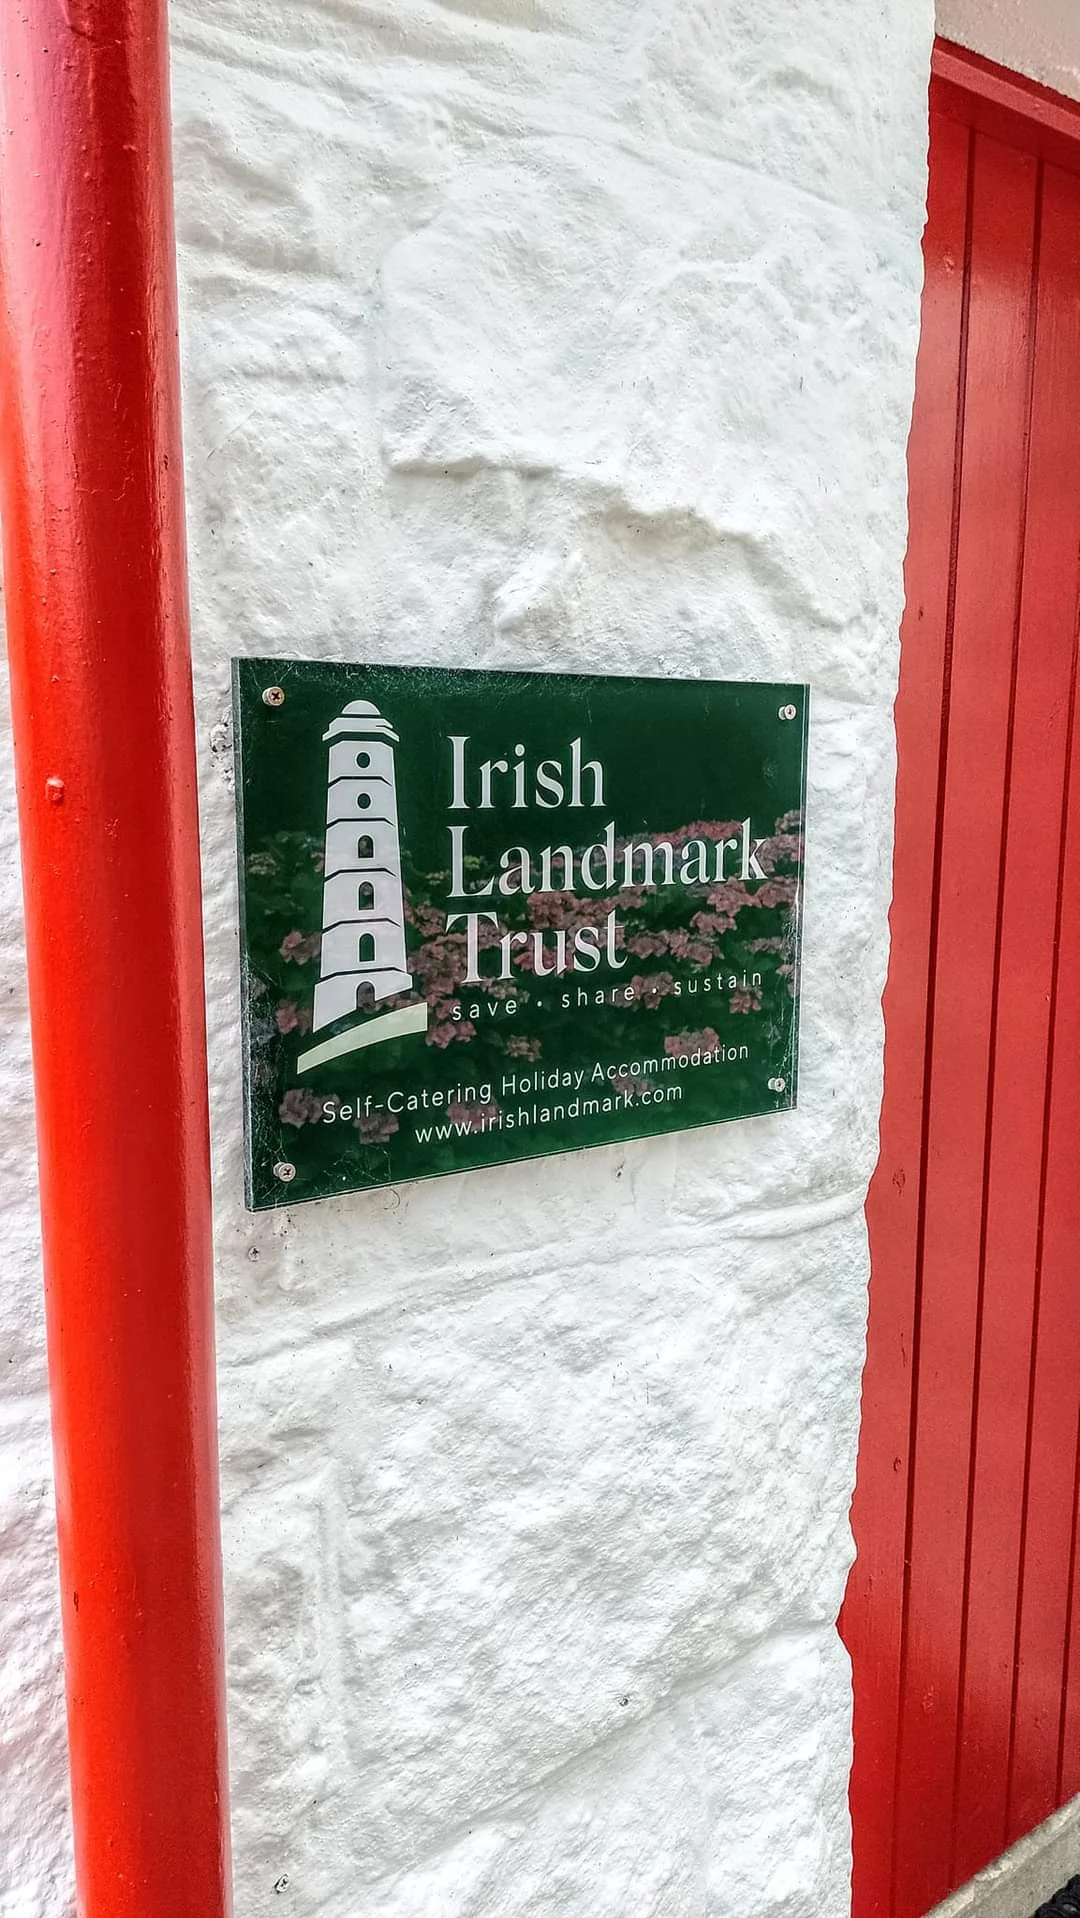 Irish
Landmark
Trust
save • share • sustain
Self-Catering Holiday Accommodation
www.irishlandmark.com